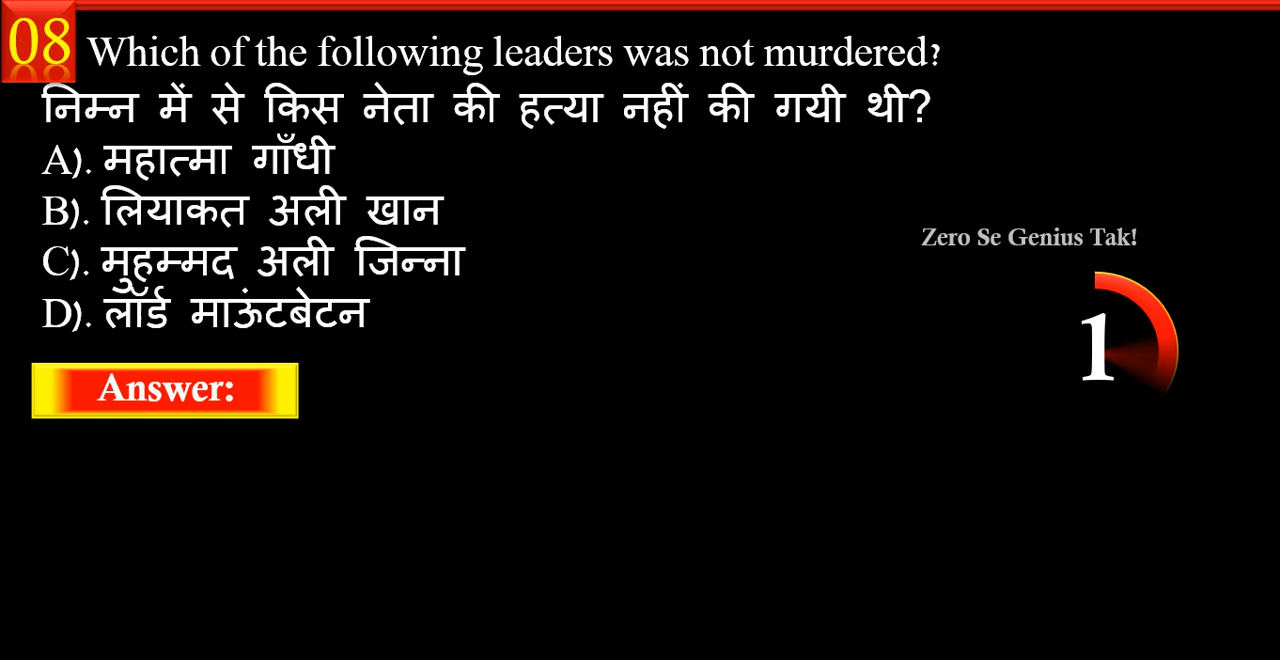 08 Which of the following leaders was not murdered?
निम्न में से किस नेता की हत्या नहीं की गयी थी?
A). महात्मा गाँधी
B). लियाकत अली खान
C). मुहम्मद अली जिन्ना
D). लॉर्ड माऊंटबेटन
Zero Se Genius Tak!
1
Answer: